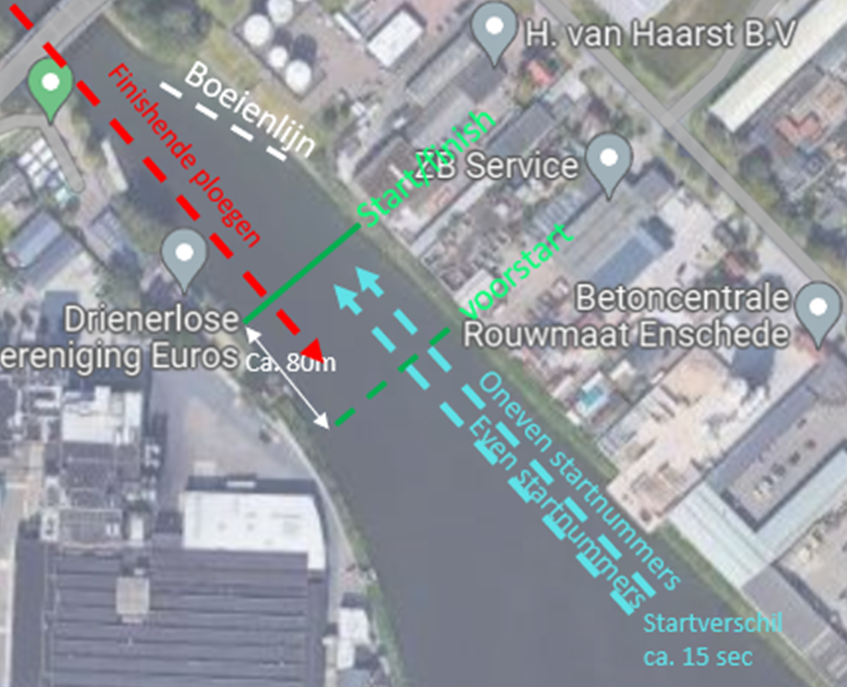 H. van Haarst B.V
Boeienlijn
Finishende ploegen
Start/finish
ZB Service
voorstart
Drienerlose
ereniging Euros
Ca. 80m
Betoncentrale
Rouwmaat Enschede
Oneven startnummers
Even startnummers
Startverschil
ca. 15 sec